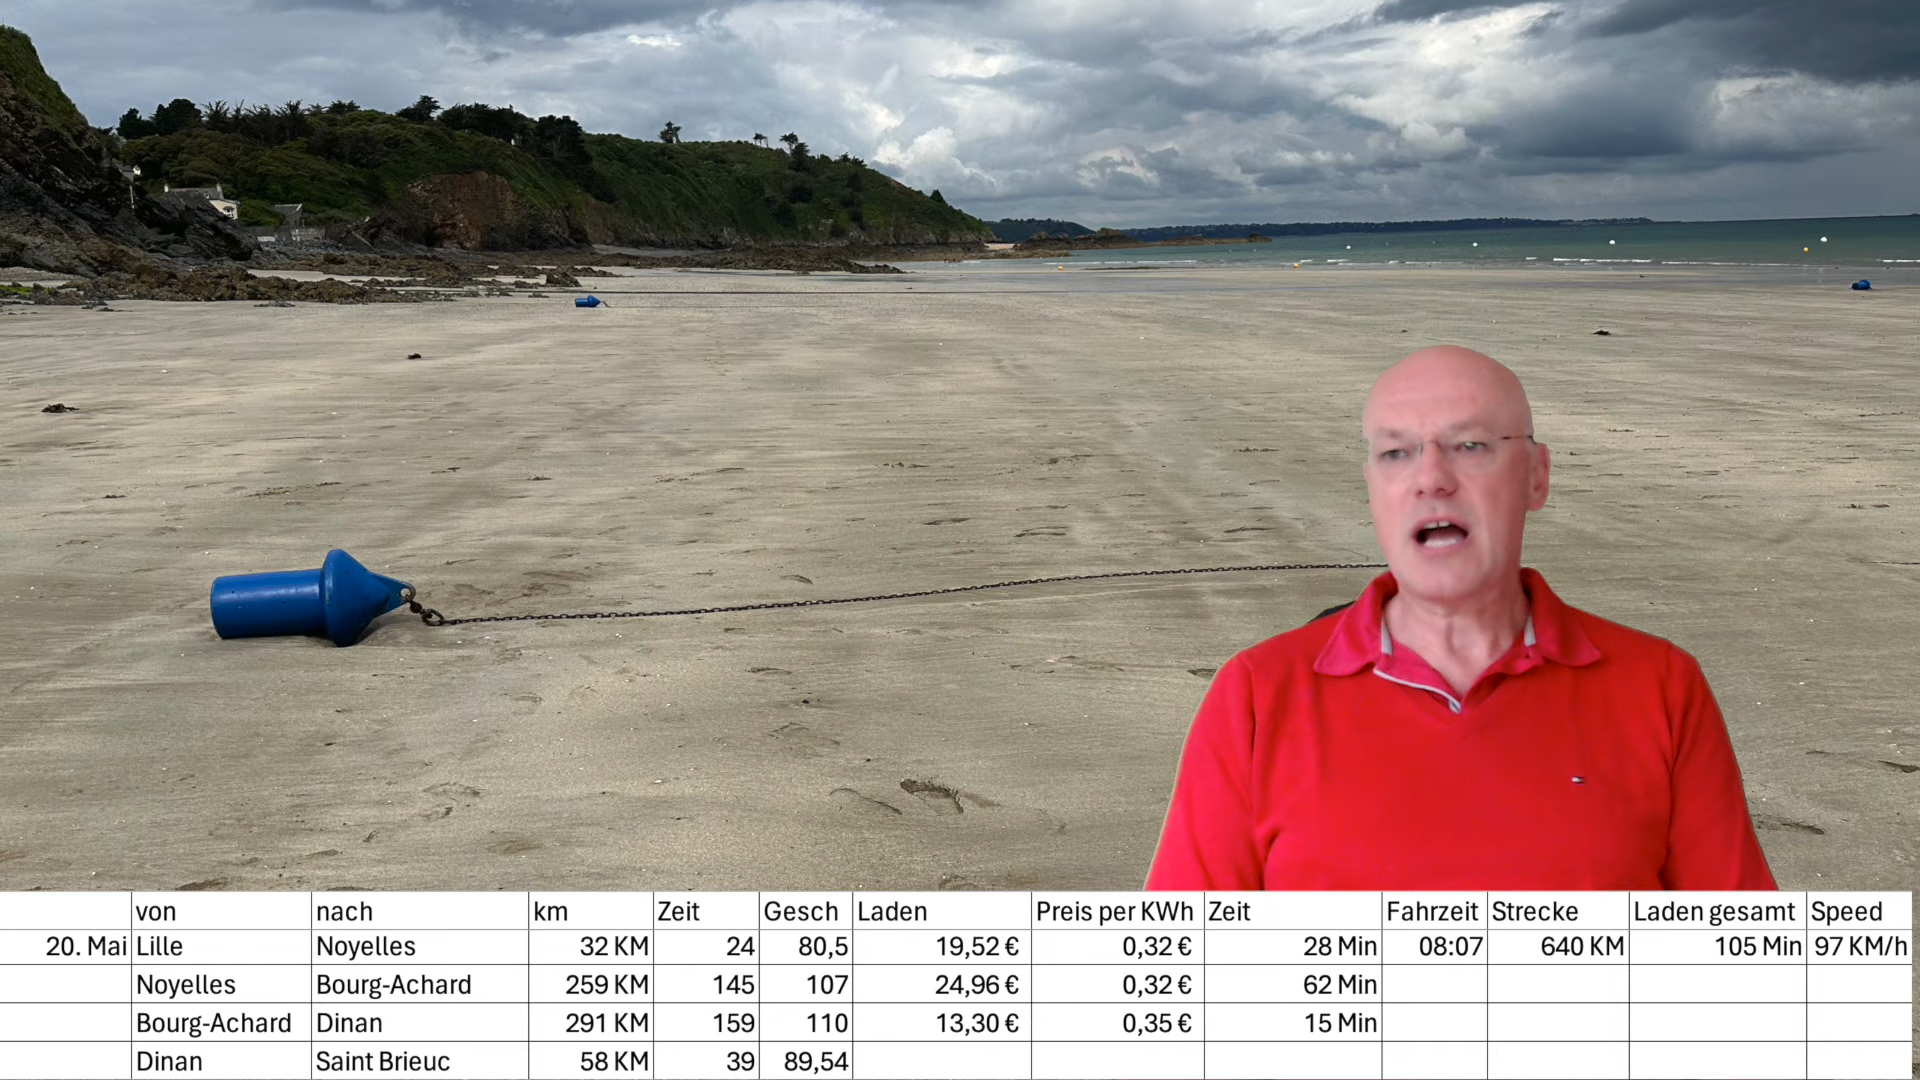 von nach km Zeit Gesch Laden Preis per KWh Zeit Fahrzeit Strecke Laden gesamt Speed
20. Mai Lille Noyelles 32 KM 24 80,5 19,52 € 0,32 € 28 Min 08:07 640 KM 105 Min 97 KM/h
Noyelles Bourg-Achard 259 KM 145 107 24,96 € 0,32 € 62 Min
Bourg-Achard Dinan 291 KM 159 110 13,30 € 0,35 € 15 Min
Dinan Saint Brieuc 58 KM 39 89,54